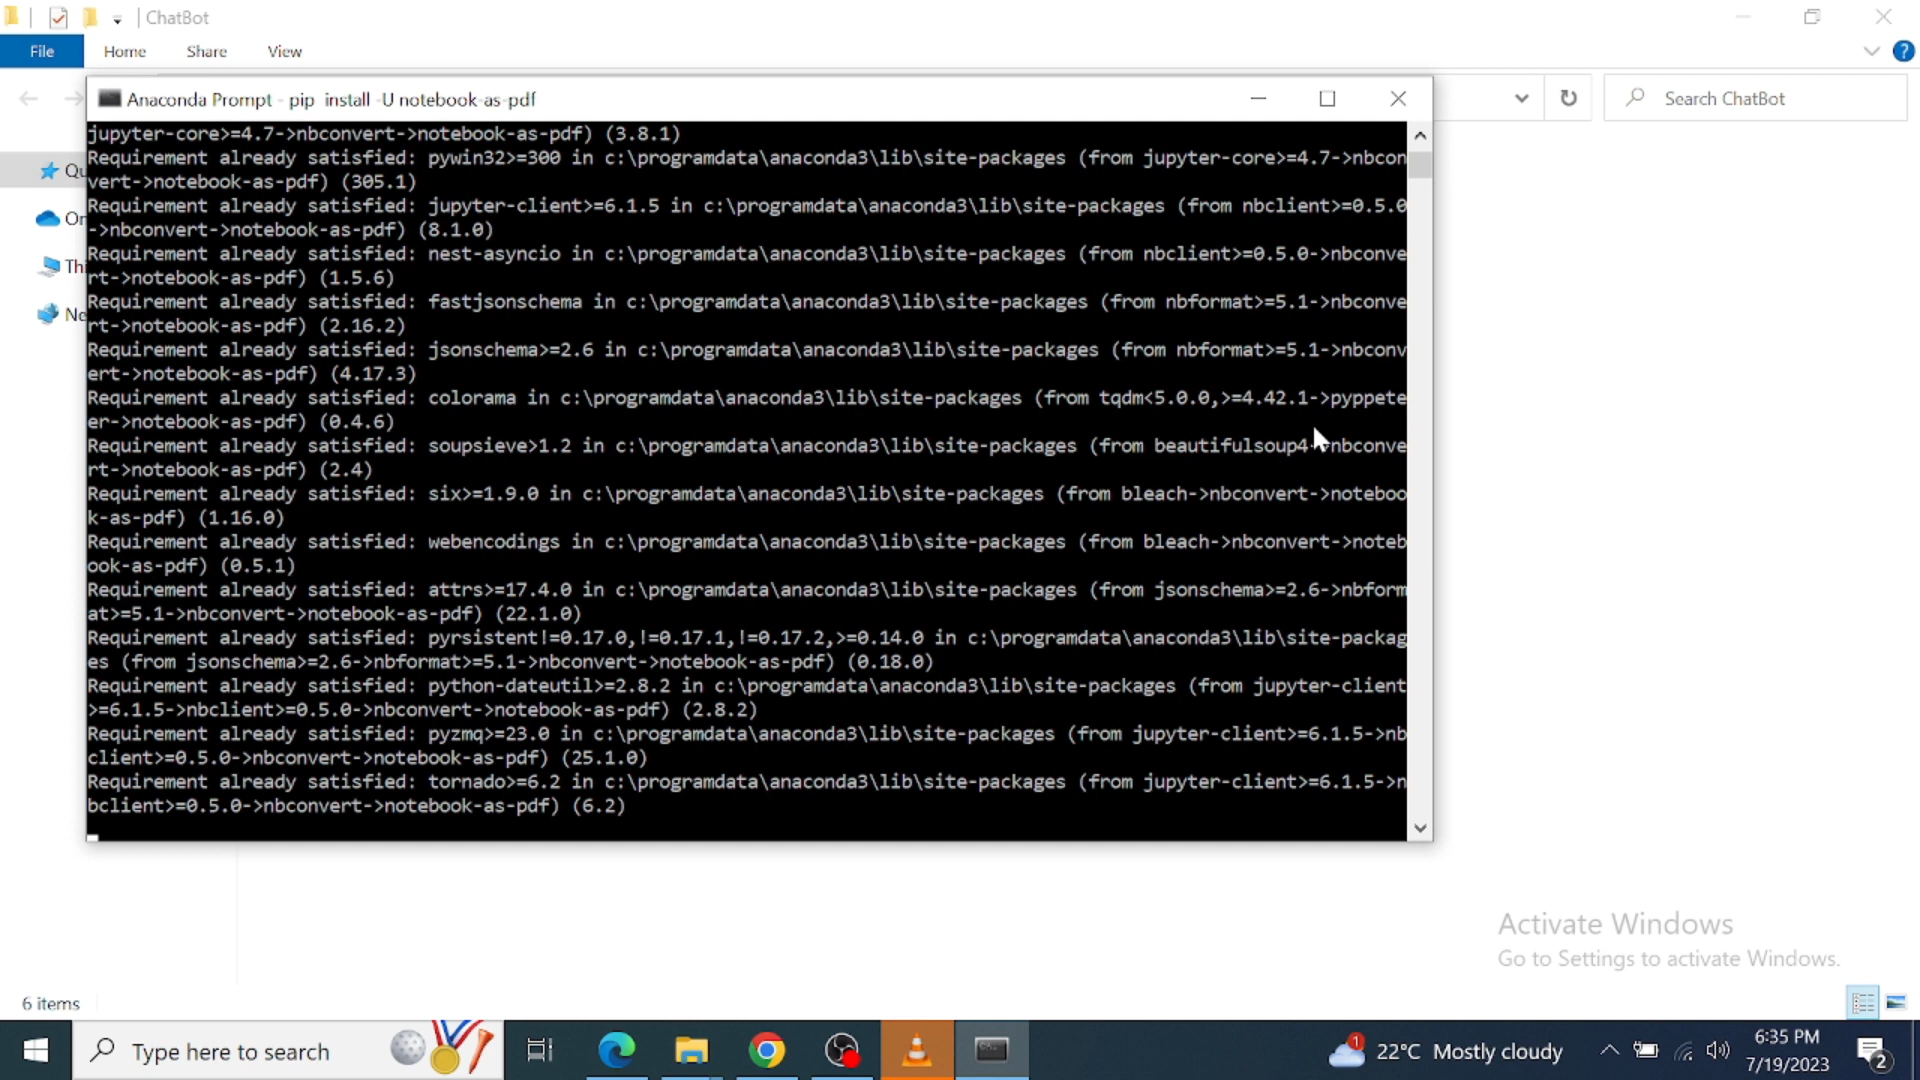 ChatBot
File Home Share View
Anaconda Prompt - pip install -U notebook-as-pdf
Search ChatBot
jupyter-core>=4.7->nbconvert->notebook-as-pdf) (3.8.1)
Requirement already satisfied: pywin32>=300 in c:\programdata\anaconda3\lib\site-packages (from jupyter-core>=4.7->nbcon
vert->notebook-as-pdf) (305.1)
Requirement already satisfied: jupyter-client>=6.1.5 in c:\programdata\anaconda3\lib\site-packages (from nbclient>=0.5.0
->nbconvert->notebook-as-pdf) (8.1.0)
Requirement already satisfied: nest-asyncio in c:\programdata\anaconda3\lib\site-packages (from nbclient>=0.5.0->nbconve
rt->notebook-as-pdf) (1.5.6)
Requirement already satisfied: fastjsonschema in c:\programdata\anaconda3\lib\site-packages (from nbformat>=5.1->nbconve
rt->notebook-as-pdf) (2.16.2)
Requirement already satisfied: jsonschema>=2.6 in c:\programdata\anaconda3\lib\site-packages (from nbformat>=5.1->nbconv
ert->notebook-as-pdf) (4.17.3)
Requirement already satisfied: colorama in c:\programdata\anaconda3\lib\site-packages (from tqdm<5.0.0,>=4.42.1->pyppete
er->notebook-as-pdf) (0.4.6)
Requirement already satisfied: soupsieve>1.2 in c:\programdata\anaconda3\lib\site-packages (from beautifulsoup4->nbconve
rt->notebook-as-pdf) (2.4)
Requirement already satisfied: six>=1.9.0 in c:\programdata\anaconda3\lib\site-packages (from bleach->nbconvert->noteboo
k-as-pdf) (1.16.0)
Requirement already satisfied: webencodings in c:\programdata\anaconda3\lib\site-packages (from bleach->nbconvert->noteb
ook-as-pdf) (0.5.1)
Requirement already satisfied: attrs>=17.4.0 in c:\programdata\anaconda3\lib\site-packages (from jsonschema>=2.6->nbform
at>=5.1->nbconvert->notebook-as-pdf) (22.1.0)
Requirement already satisfied: pyrsistent!=0.17.0,!=0.17.1,!=0.17.2,>=0.14.0 in c:\programdata\anaconda3\lib\site-packag
es (from jsonschema>=2.6->nbformat>=5.1->nbconvert->notebook-as-pdf) (0.18.0)
Requirement already satisfied: python-dateutil>=2.8.2 in c:\programdata\anaconda3\lib\site-packages (from jupyter-client
>=6.1.5->nbclient>=0.5.0->nbconvert->notebook-as-pdf) (2.8.2)
Requirement already satisfied: pyzmq>=23.0 in c:\programdata\anaconda3\lib\site-packages (from jupyter-client>=6.1.5->nb
client>=0.5.0->nbconvert->notebook-as-pdf) (25.1.0)
Requirement already satisfied: tornado>=6.2 in c:\programdata\anaconda3\lib\site-packages (from jupyter-client>=6.1.5->n
bclient>=0.5.0->nbconvert->notebook-as-pdf) (6.2)
Qu
On
Thi
Ne
Activate Windows
Go to Settings to activate Windows.
6 items
Type here to search
1
22°C Mostly cloudy
6:35 PM
7/19/2023
2